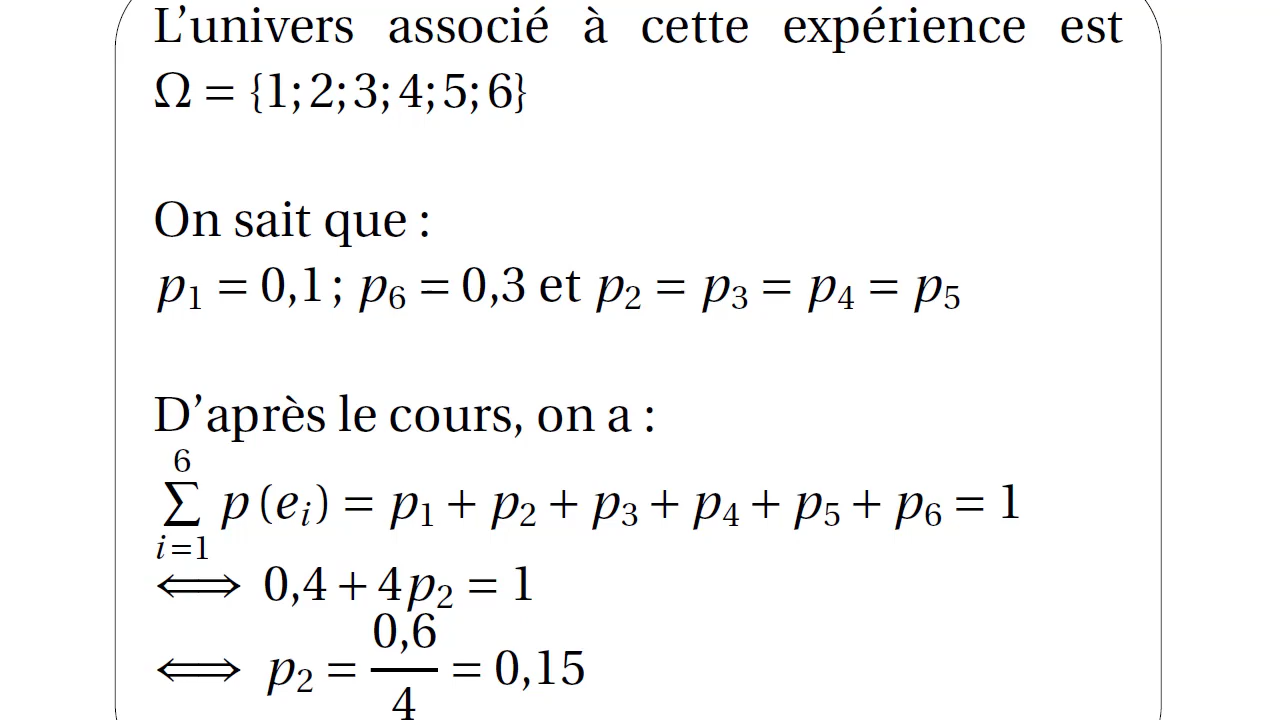 L’univers associé à cette expérience est
Ω = {1; 2; 3; 4; 5; 6}
On sait que :
p₁ = 0,1 ; p₆ = 0,3 et p₂ = p₃ = p₄ = p₅
D’après le cours, on a :
∑_{i=1}^{6} p(eᵢ) = p₁ + p₂ + p₃ + p₄ + p₅ + p₆ = 1
⟺ 0,4 + 4p₂ = 1
⟺ p₂ = 0,6/4 = 0,15